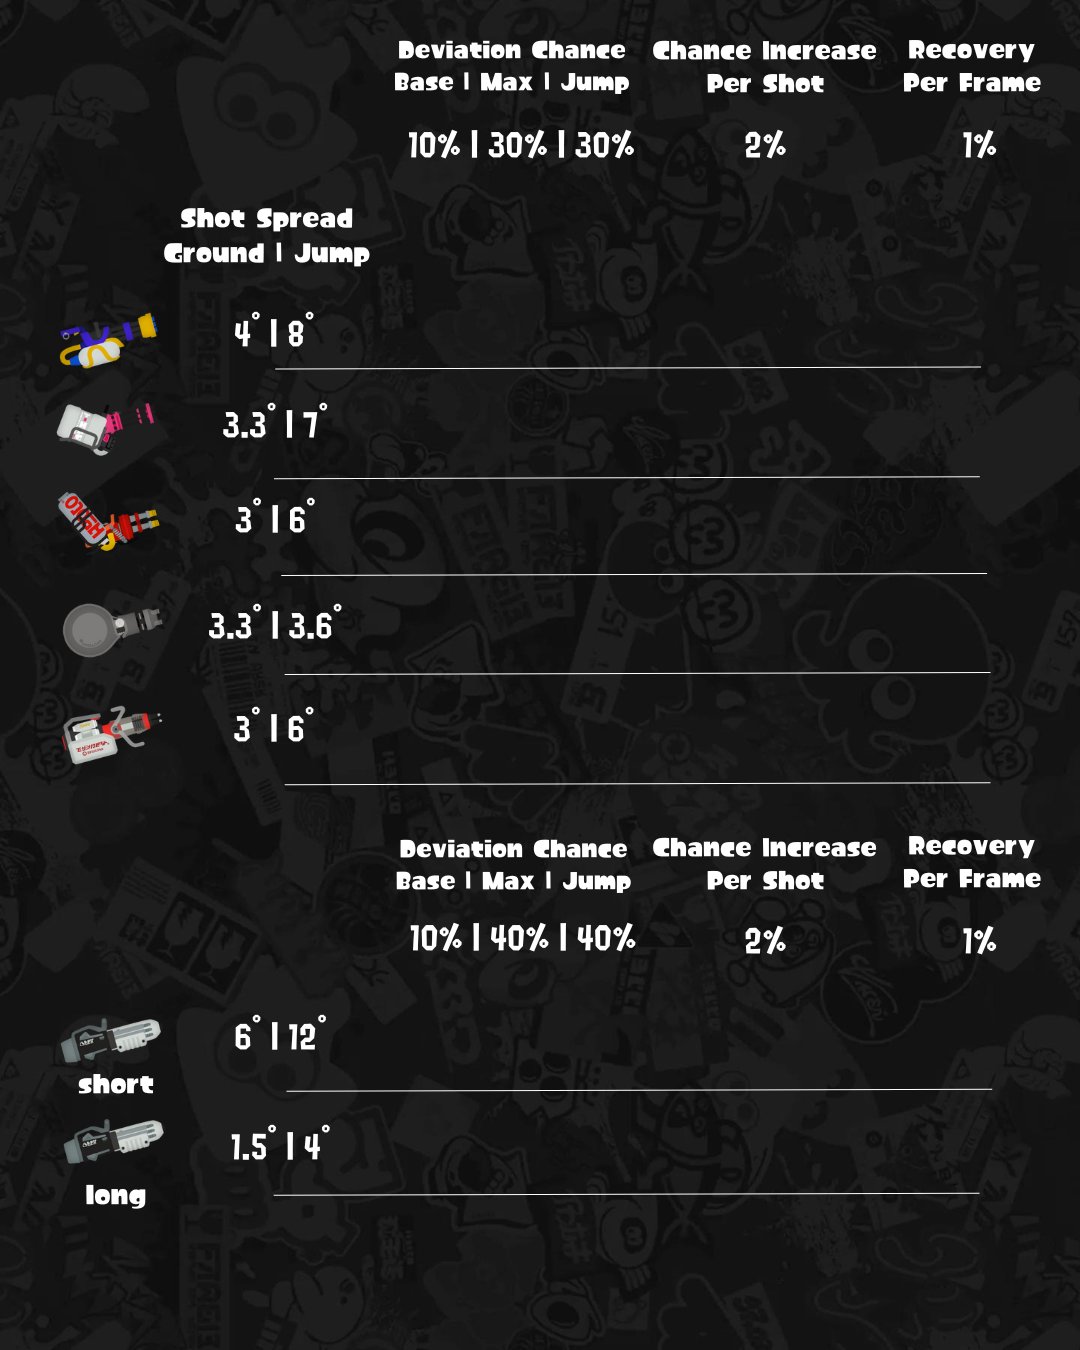 Deviation Chance
Base | Max | Jump
Chance Increase
Per Shot
Recovery
Per Frame
10% | 30% | 30%
2%
1%
Shot Spread
Ground | Jump
4° | 8°
3.3° | 7°
3° | 6°
3.3° | 3.6°
3° | 6°
Deviation Chance
Base | Max | Jump
Chance Increase
Per Shot
Recovery
Per Frame
10% | 40% | 40%
2%
1%
6° | 12°
short
1.5° | 4°
long